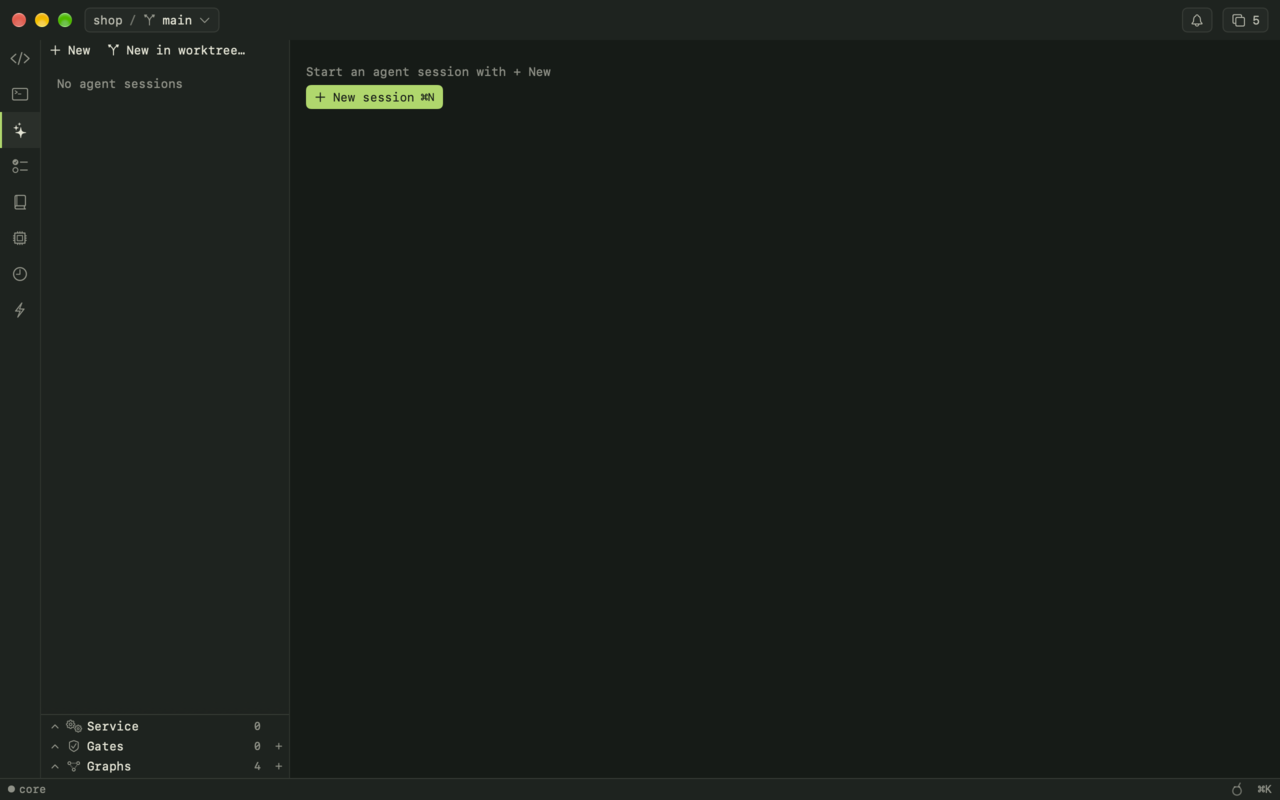 shop / main
5
+ New New in worktree…
No agent sessions
Start an agent session with + New
+ New session ⌘N
Service 0
Gates 0 +
Graphs 4 +
core
⌘K